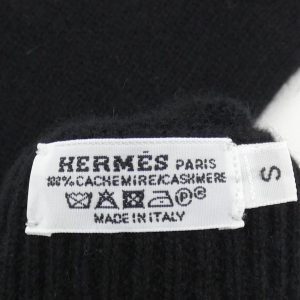 HERMÈS PARIS
100% CACHEMIRE/CASHMERE
P
MADE IN ITALY
S